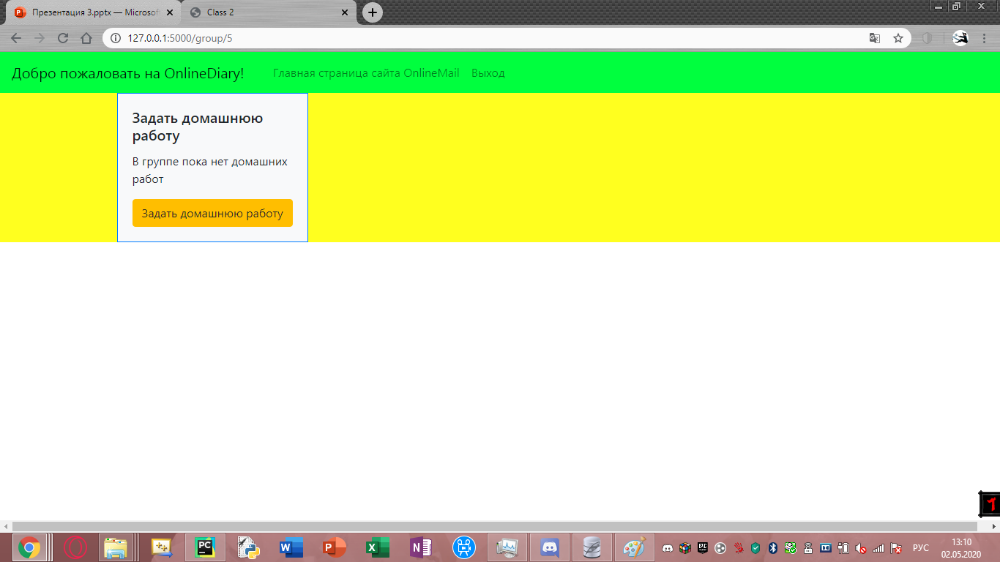 Презентация 3.pptx — Microsoft
Class 2
127.0.0.1:5000/group/5
Добро пожаловать на OnlineDiary!
Главная страница сайта OnlineMail
Выход
Задать домашнюю
работу
В группе пока нет домашних
работ
Задать домашнюю работу
РУС
13:10
02.05.2020